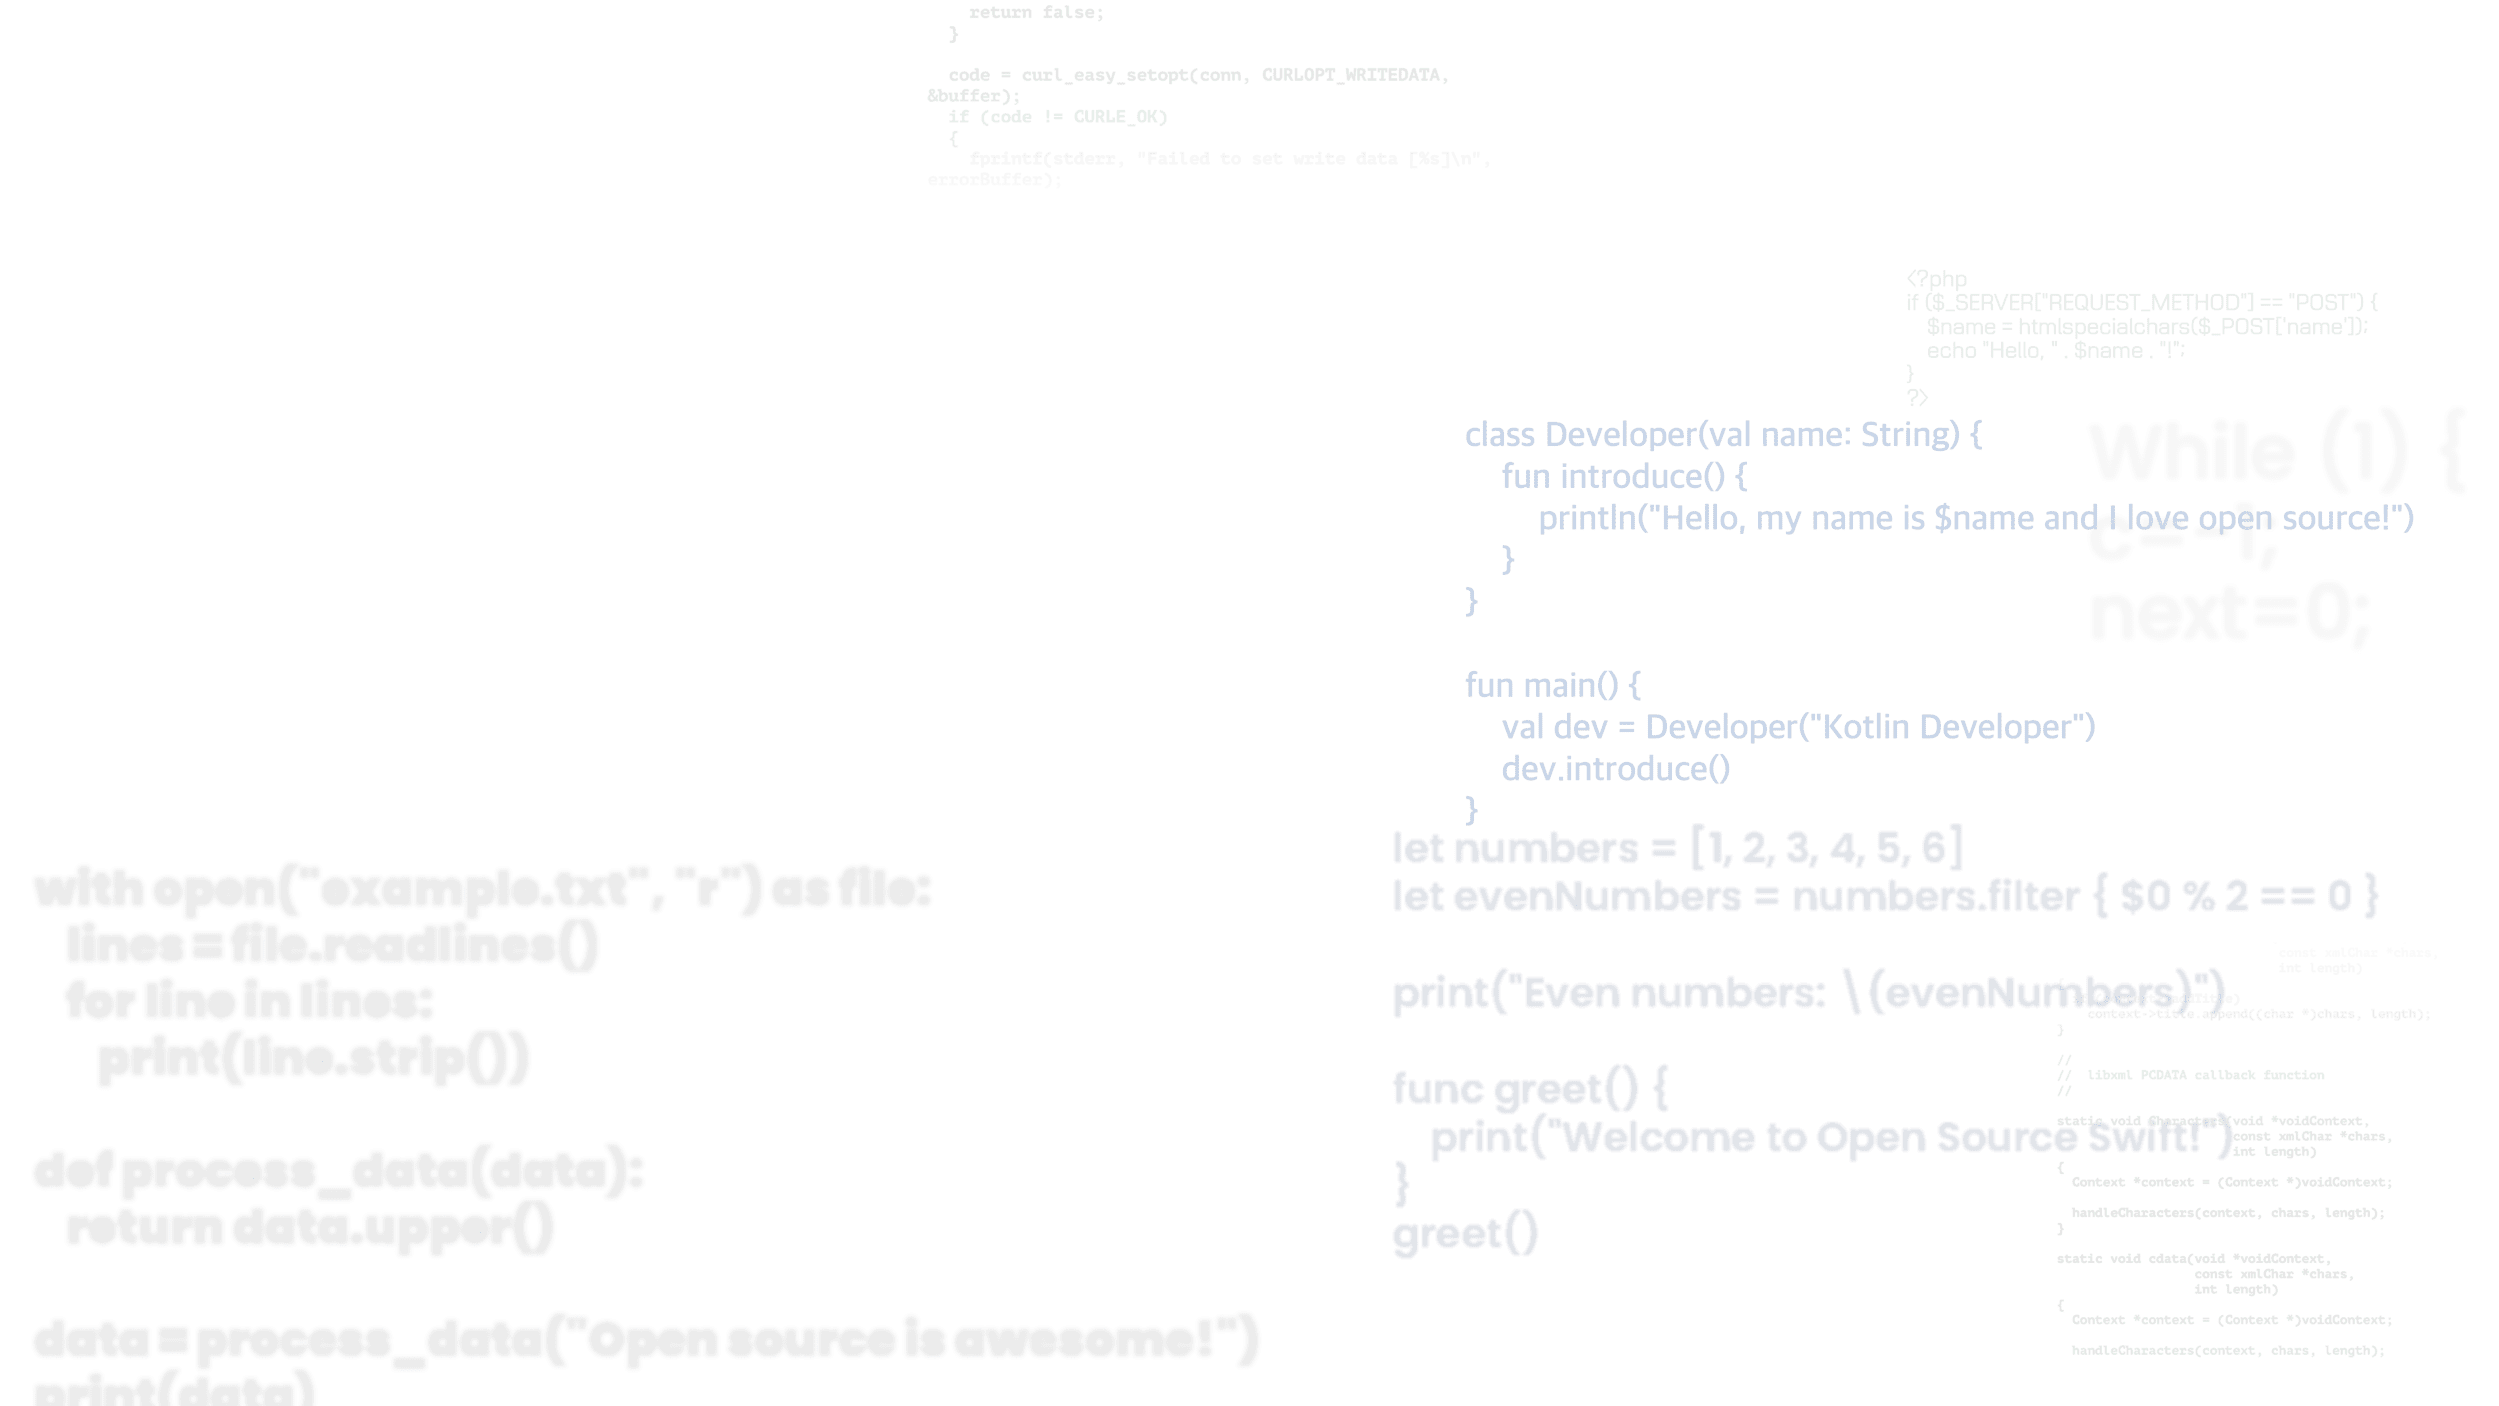 return false;
}
code = curl_easy_setopt(conn, CURLOPT_WRITEDATA,
&buffer);
if (code != CURLE_OK)
{
fprintf(stderr, "Failed to set write data [%s]\n",
errorBuffer);
<?php
if ($_SERVER["REQUEST_METHOD"] == "POST") {
$name = htmlspecialchars($_POST['name']);
echo "Hello, " . $name . "!";
}
?>
While (1) {
c=-1;
next=0;
class Developer(val name: String) {
fun introduce() {
println("Hello, my name is $name and I love open source!")
}
}
fun main() {
val dev = Developer("Kotlin Developer")
dev.introduce()
}
let numbers = [1, 2, 3, 4, 5, 6]
let evenNumbers = numbers.filter { $0 % 2 == 0 }
print("Even numbers: \(evenNumbers)")
func greet() {
print("Welcome to Open Source Swift!")
}
greet()
with open("example.txt", "r") as file:
lines = file.readlines()
for line in lines:
print(line.strip())
def process_data(data):
return data.upper()
data = process_data("Open source is awesome!")
print(data)
const xmlChar *chars,
int length)
{
context->title.append((char *)chars, length);
}
//
// libxml PCDATA callback function
//
static void Characters(void *voidContext,
const xmlChar *chars,
int length)
{
Context *context = (Context *)voidContext;
handleCharacters(context, chars, length);
}
static void cdata(void *voidContext,
const xmlChar *chars,
int length)
{
Context *context = (Context *)voidContext;
handleCharacters(context, chars, length);